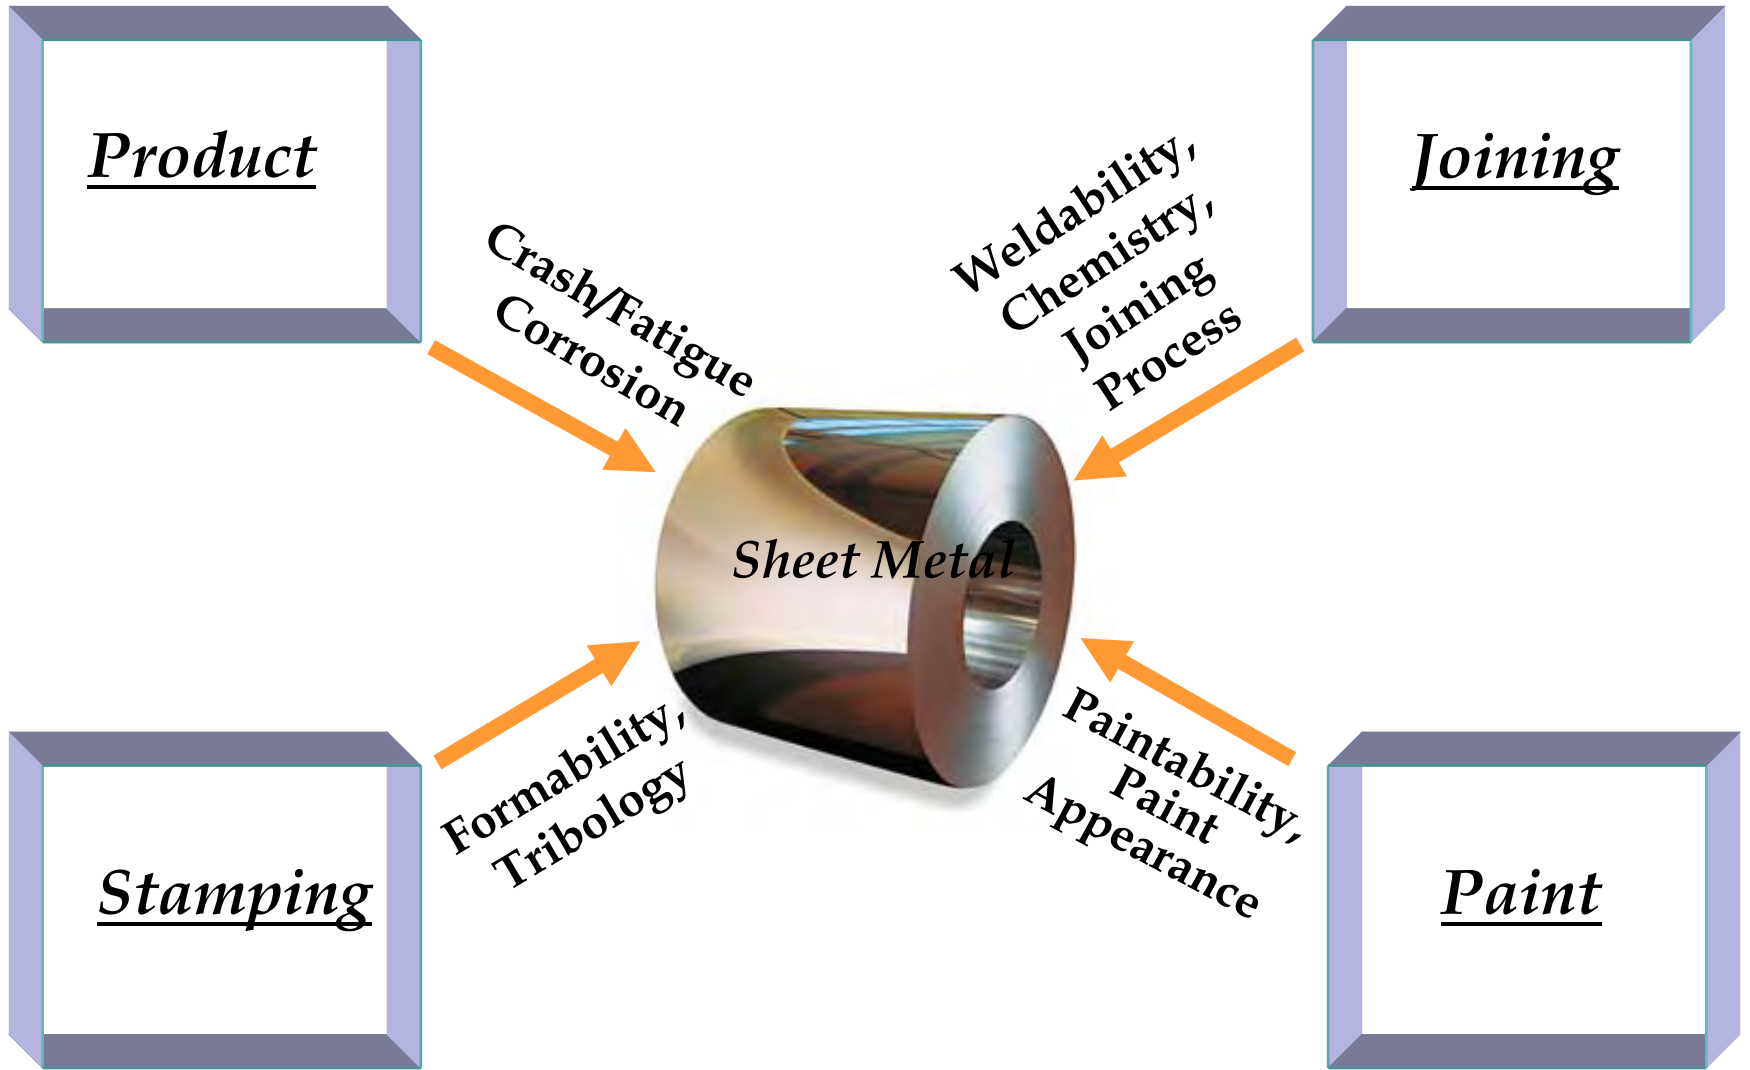 Product
Joining
Crash/Fatigue
Corrosion
Weldability,
Chemistry,
Joining
Process
Sheet Metal
Formability,
Tribology
Paintability,
Paint
Appearance
Stamping
Paint